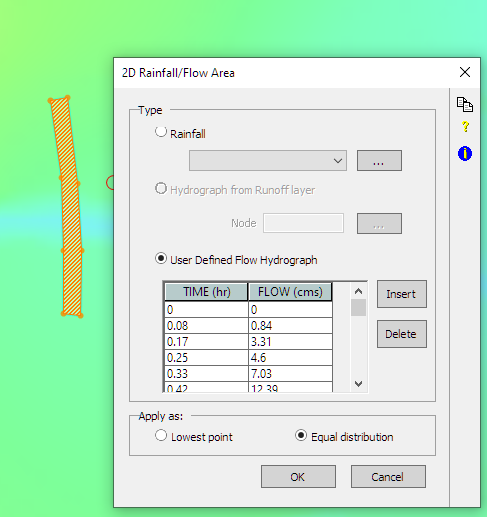 2D Rainfall/Flow Area
Type
Rainfall
...
Hydrograph from Runoff layer
Node
...
User Defined Flow Hydrograph
TIME (hr) FLOW (cms)
0 0
0.08 0.84
0.17 3.31
0.25 4.6
0.33 7.03
0.42 12.39
Insert
Delete
Apply as:
Lowest point
Equal distribution
OK
Cancel